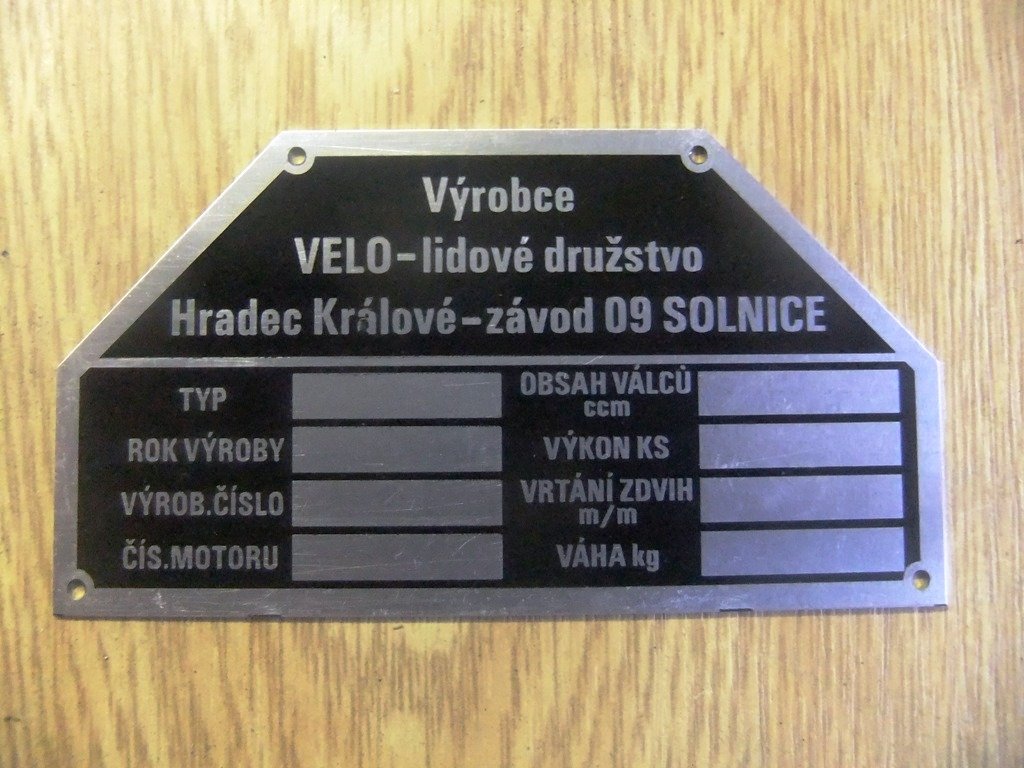 Výrobce
VELO-lidové družstvo
Hradec Králové-závod 09 SOLNICE
TYP
ROK VÝROBY
VÝROB.ČÍSLO
ČÍS.MOTORU
OBSAH VÁLCŮ
ccm
VÝKON KS
VRTÁNÍ ZDVIH
m/m
VÁHA kg